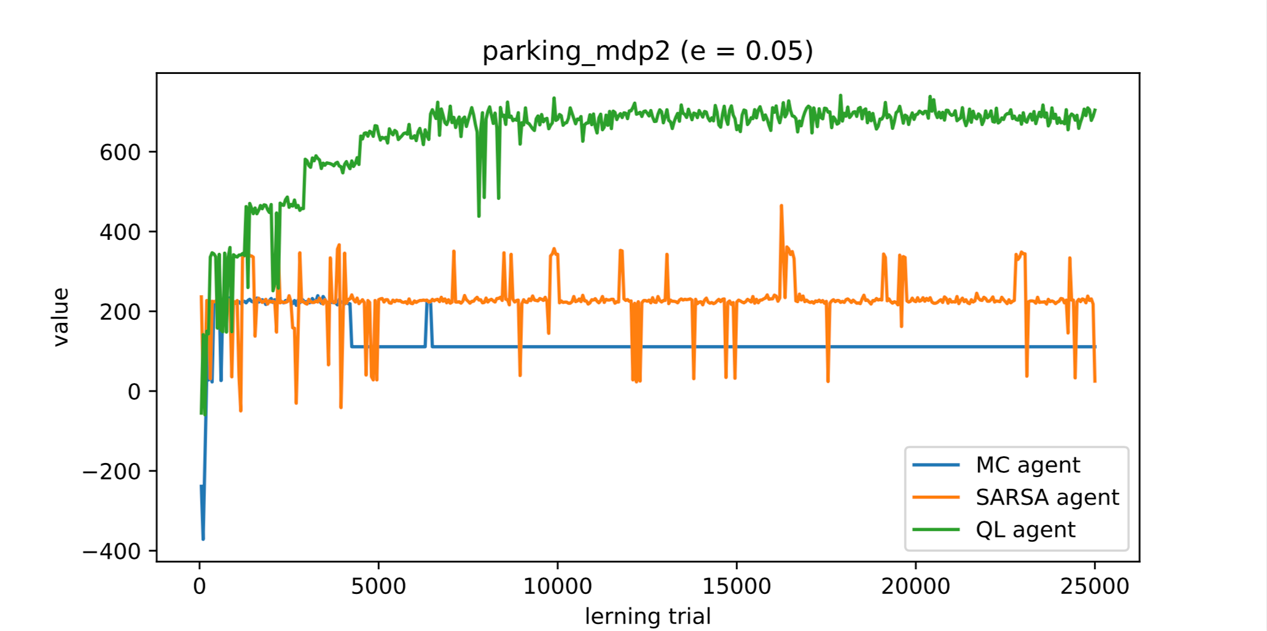 parking_mdp2 (e = 0.05)
value
600
400
200
0
−200
−400
MC agent
SARSA agent
QL agent
0 5000 10000 15000 20000 25000
lerning trial